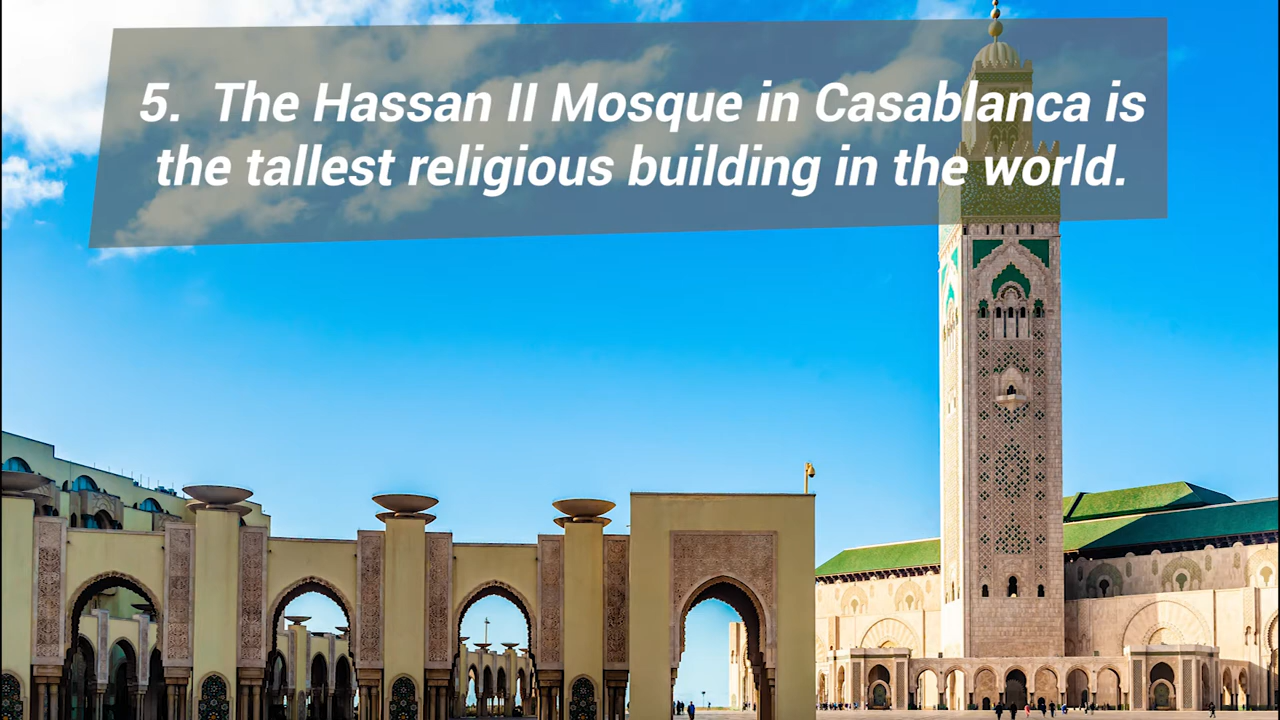 5. The Hassan II Mosque in Casablanca is
the tallest religious building in the world.